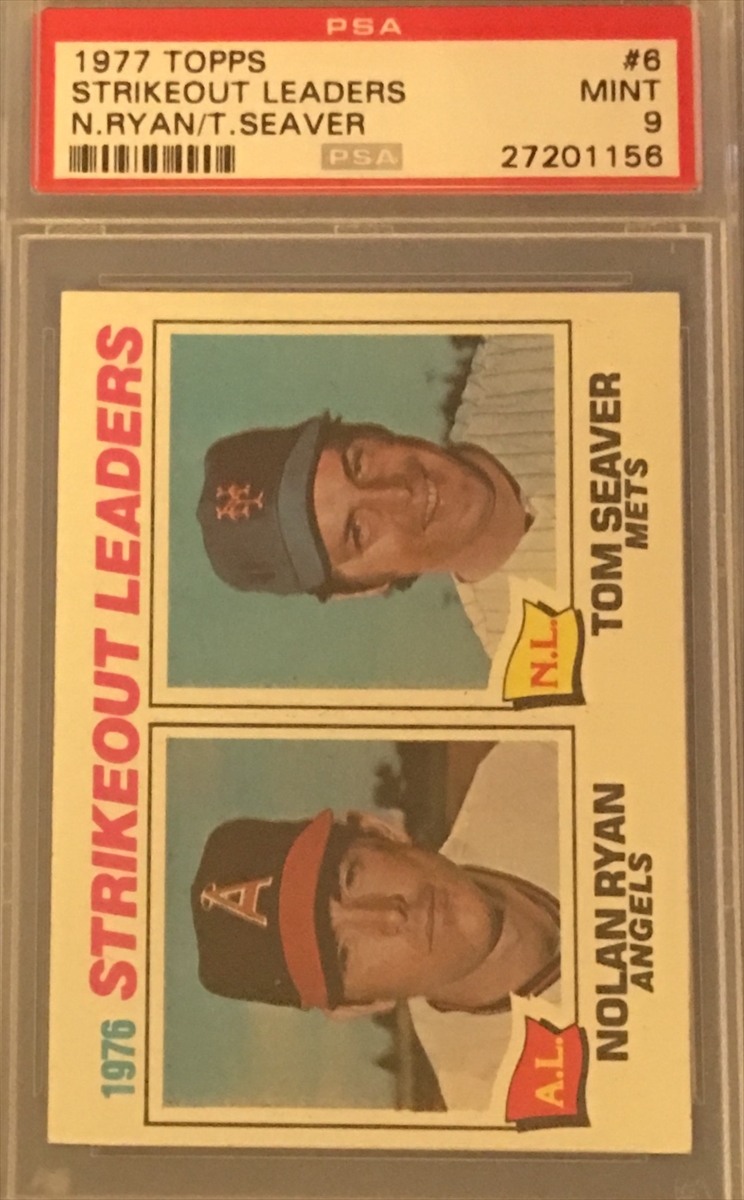 PSA
1977 TOPPS #6
STRIKEOUT LEADERS MINT
N.RYAN/T.SEAVER 9
PSA 27201156
1976 STRIKEOUT LEADERS
A
NY
A.L.
N.L.
NOLAN RYAN
ANGELS
TOM SEAVER
METS